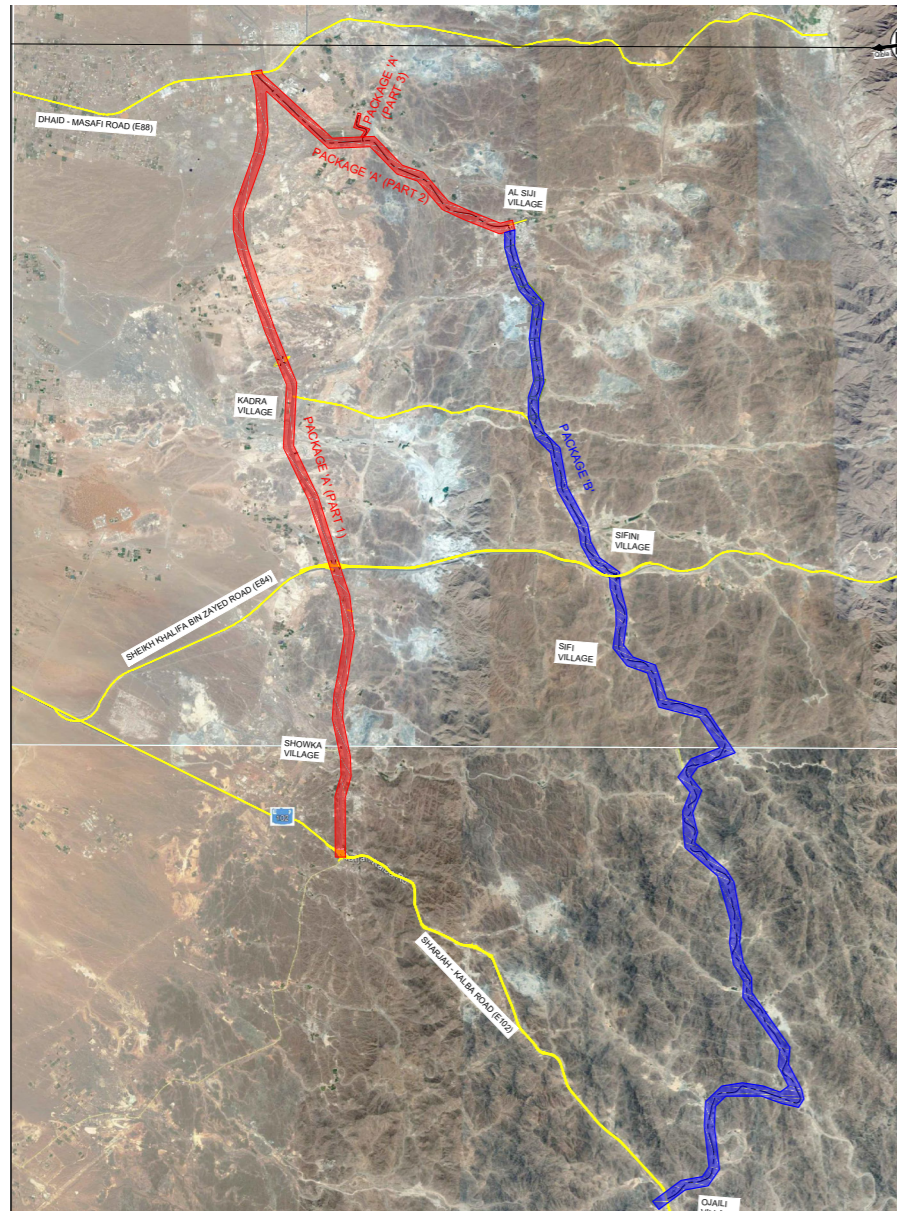 PACKAGE 'A'
(PART 3)
DHAID - MASAFI ROAD (E88)
PACKAGE 'A' (PART 2)
AL SIJI
VILLAGE
KADRA
VILLAGE
PACKAGE 'A' (PART 1)
PACKAGE 'B'
SIFINI
VILLAGE
SHEIKH KHALIFA BIN ZAYED ROAD (E84)
SIFI
VILLAGE
SHOWKA
VILLAGE
SHARJAH - KALBA ROAD (E102)
OJAILI